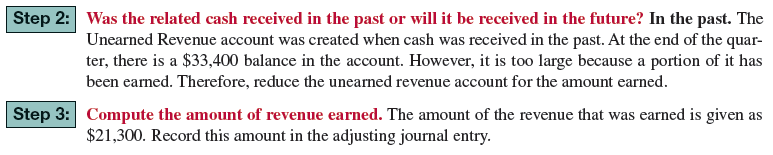 Step 2: Was the related cash received in the past or will it be received in the future? In the past. The
Unearned Revenue account was created when cash was received in the past. At the end of the quar-
ter, there is a $33,400 balance in the account. However, it is too large because a portion of it has
been earned. Therefore, reduce the unearned revenue account for the amount earned.
Step 3: Compute the amount of revenue earned. The amount of the revenue that was earned is given as
$21,300. Record this amount in the adjusting journal entry.